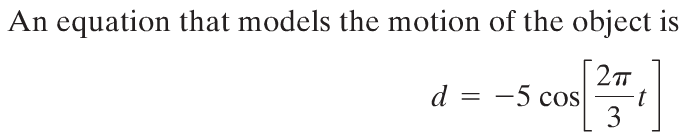 An equation that models the motion of the object is
d = −5 cos[2π/3 t]